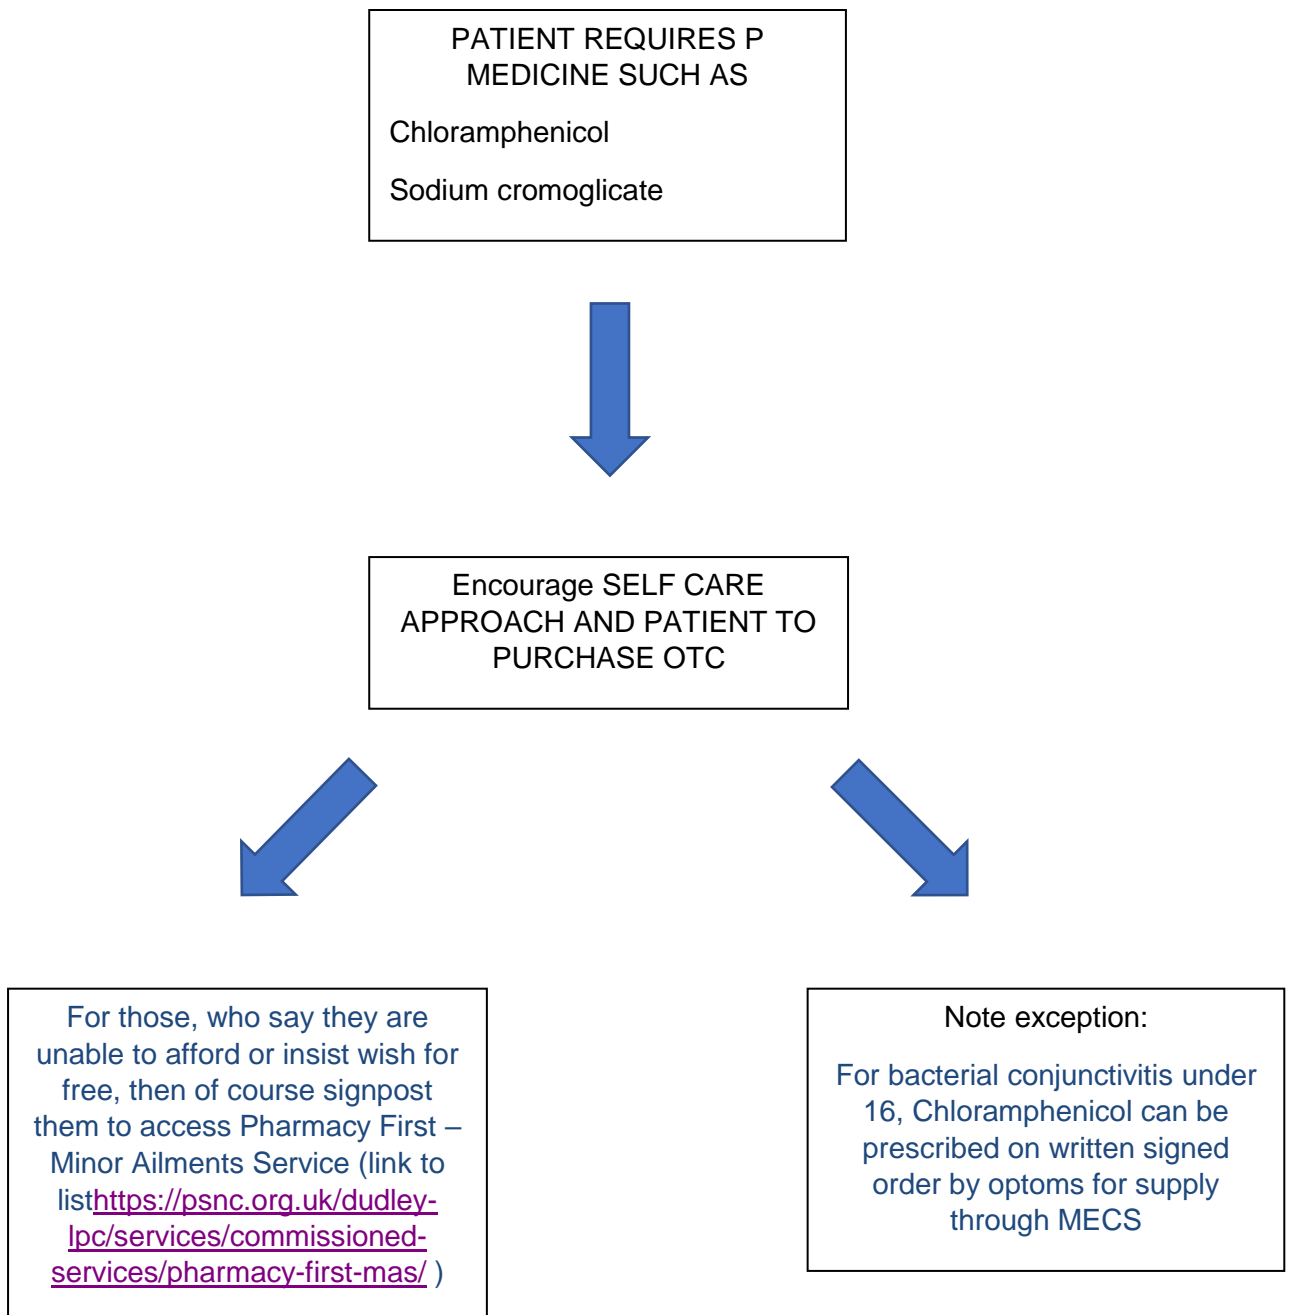 PATIENT REQUIRES P
MEDICINE SUCH AS
Chloramphenicol
Sodium cromoglicate
Encourage SELF CARE
APPROACH AND PATIENT TO
PURCHASE OTC
For those, who say they are
unable to afford or insist wish for
free, then of course signpost
them to access Pharmacy First –
Minor Ailments Service (link to
listhttps://psnc.org.uk/dudley-
lpc/services/commissioned-
services/pharmacy-first-mas/ )
Note exception:
For bacterial conjunctivitis under
16, Chloramphenicol can be
prescribed on written signed
order by optoms for supply
through MECS